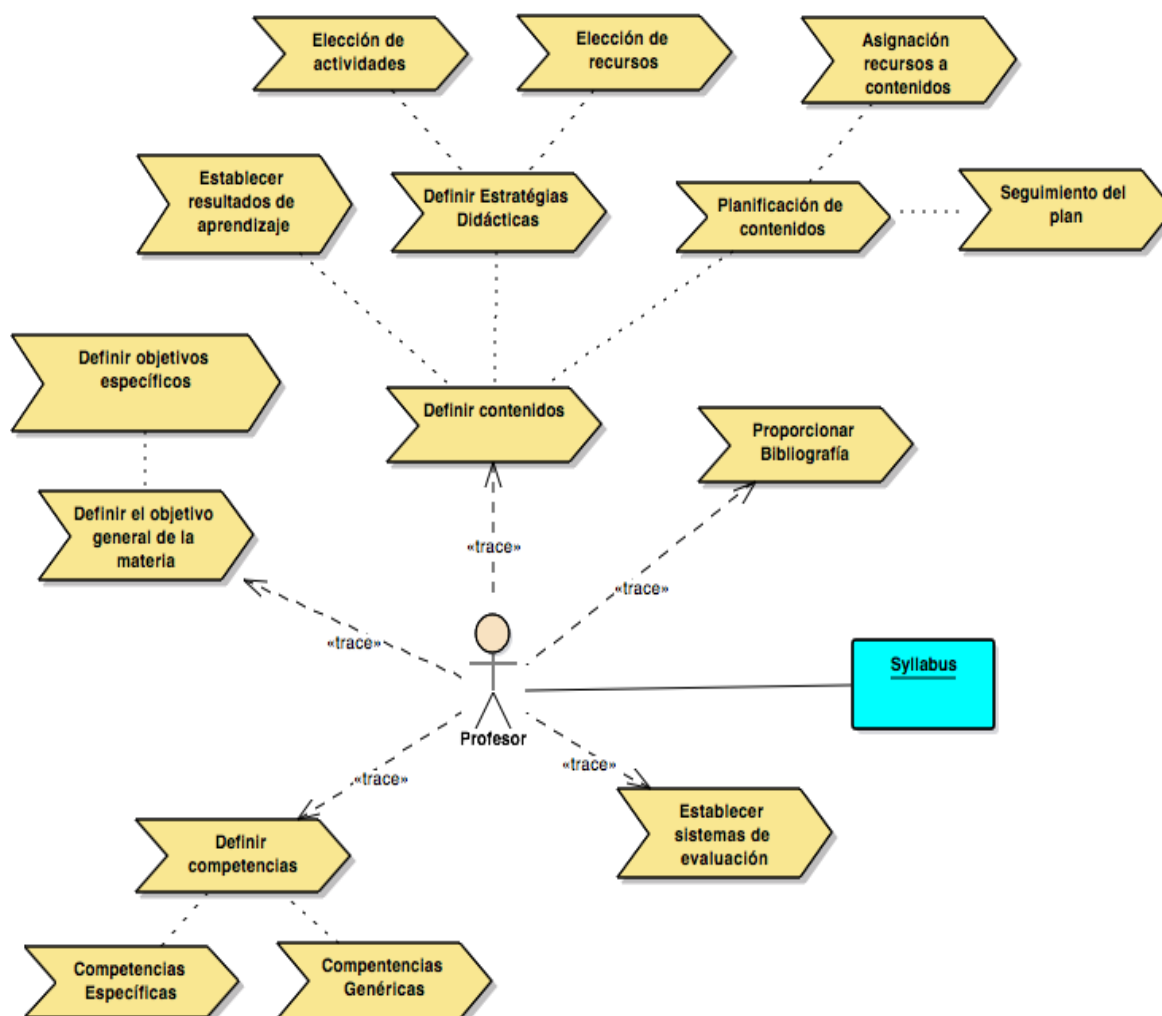 Elección de
actividades
Elección de
recursos
Asignación
recursos a
contenidos
Establecer
resultados de
aprendizaje
Definir Estratégias
Didácticas
Planificación de
contenidos
Seguimiento del
plan
Definir objetivos
específicos
Definir contenidos
Proporcionar
Bibliografía
Definir el objetivo
general de la
materia
«trace»
«trace»
«trace»
Syllabus
Profesor
«trace»
«trace»
Establecer
sistemas de
evaluación
Definir
competencias
Competencias
Específicas
Compentencias
Genéricas